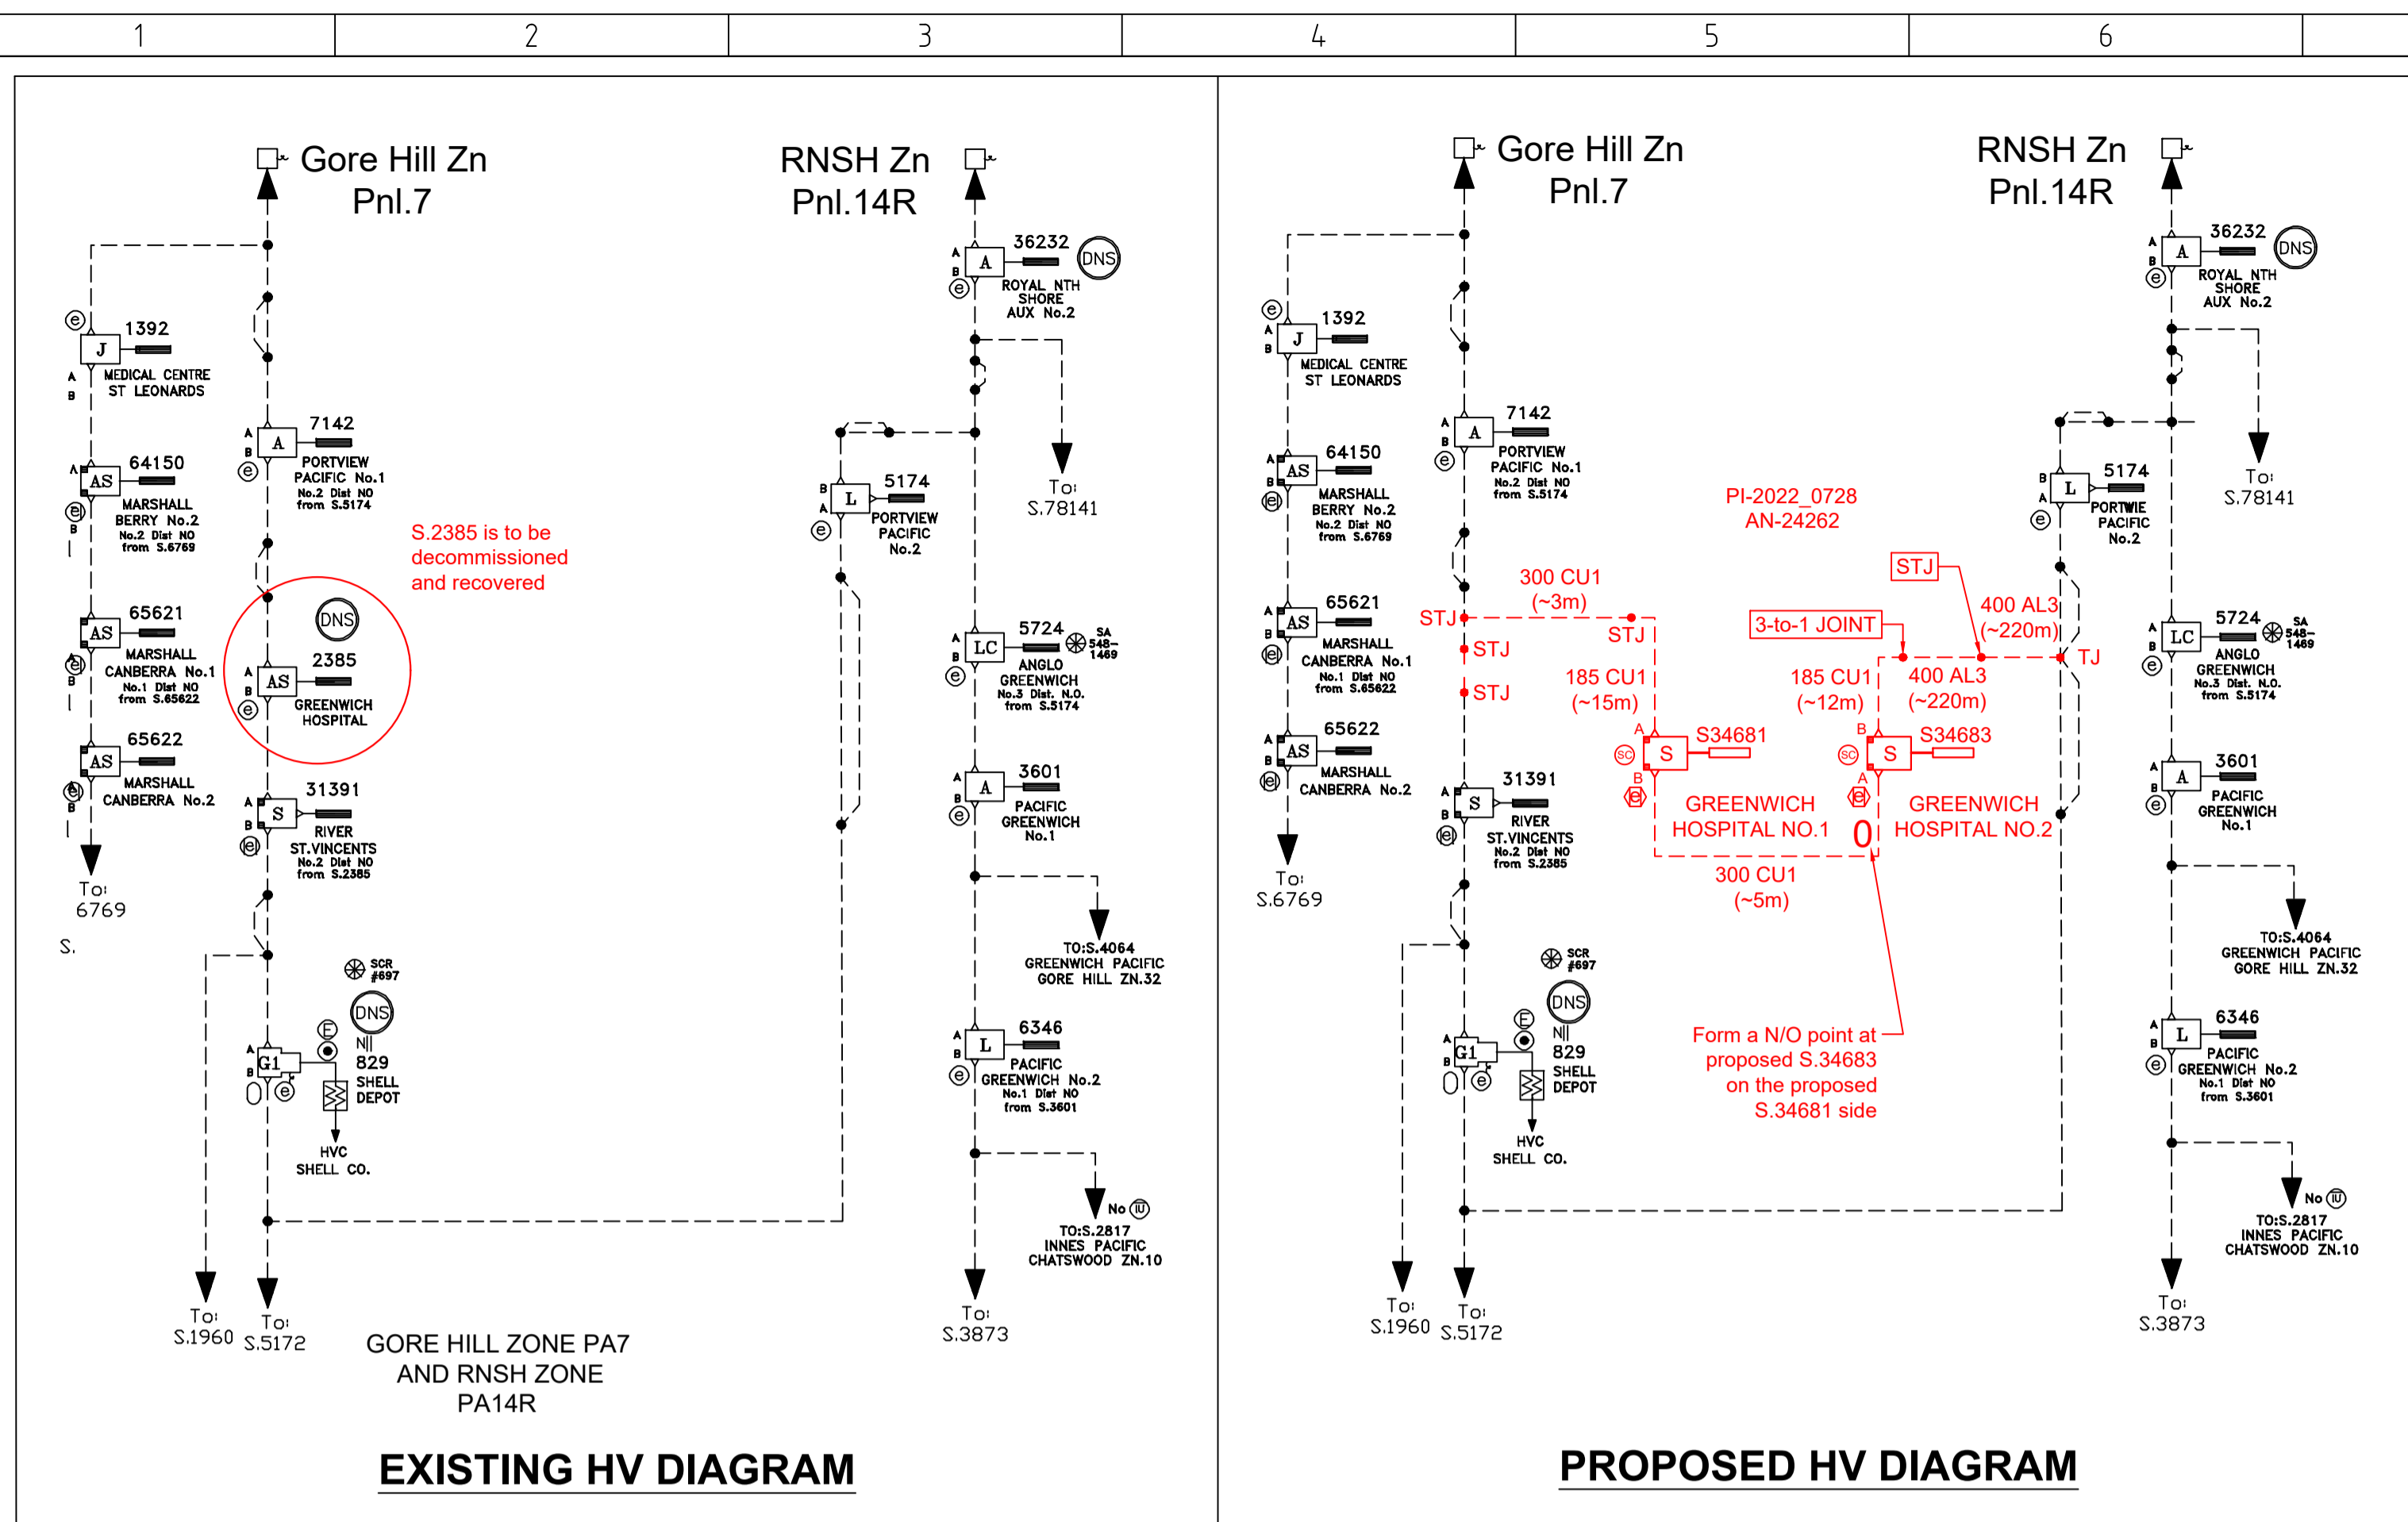 1 2 3 4 5 6
Gore Hill Zn
Pnl.7
RNSH Zn
Pnl.14R
A
B
A
36232
DNS
e
ROYAL NTH
SHORE
AUX No.2
e
1392
J
A
B
MEDICAL CENTRE
ST LEONARDS
A
B
A
7142
e
PORTVIEW
PACIFIC No.1
No.2 Dist NO
from S.5174
A
AS
64150
e
B
MARSHALL
BERRY No.2
No.2 Dist NO
from S.6769
B
L
A
5174
e
PORTVIEW
PACIFIC
No.2
To:
S.78141
S.2385 is to be
decommissioned
and recovered
AS
65621
A
e
B
MARSHALL
CANBERRA No.1
No.1 Dist NO
from S.65622
DNS
2385
A
AS
B
e
GREENWICH
HOSPITAL
A
LC
B
5724
SA
548-
1469
e
ANGLO
GREENWICH
No.3 Dist. N.O.
from S.5174
AS
65622
A
e
B
MARSHALL
CANBERRA No.2
31391
A
S
B
e
RIVER
ST.VINCENTS
No.2 Dist NO
from S.2385
A
A
B
3601
e
PACIFIC
GREENWICH
No.1
To:
6769
S.
TO:S.4064
GREENWICH PACIFIC
GORE HILL ZN.32
SCR
#697
DNS
E
N||
A
G1
B
e
829
SHELL
DEPOT
HVC
SHELL CO.
A
L
B
6346
e
PACIFIC
GREENWICH No.2
No.1 Dist NO
from S.3601
No IU
TO:S.2817
INNES PACIFIC
CHATSWOOD ZN.10
To:
S.1960
To:
S.5172
To:
S.3873
GORE HILL ZONE PA7
AND RNSH ZONE
PA14R
EXISTING HV DIAGRAM
Gore Hill Zn
Pnl.7
RNSH Zn
Pnl.14R
A
B
A
36232
DNS
e
ROYAL NTH
SHORE
AUX No.2
e
1392
A
J
B
MEDICAL CENTRE
ST LEONARDS
7142
A
A
B
e
PORTVIEW
PACIFIC No.1
No.2 Dist NO
from S.5174
64150
A
AS
B
e
MARSHALL
BERRY No.2
No.2 Dist NO
from S.6769
PI-2022_0728
AN-24262
B
L
A
5174
e
PORTWIE
PACIFIC
No.2
To:
S.78141
300 CU1
(~3m)
STJ
STJ
STJ
STJ
STJ
3-to-1 JOINT
400 AL3
(~220m)
TJ
65621
A
AS
B
e
MARSHALL
CANBERRA No.1
No.1 Dist NO
from S.65622
185 CU1
(~15m)
185 CU1
(~12m)
400 AL3
(~220m)
A
LC
B
5724
SA
548-
1469
e
ANGLO
GREENWICH
No.3 Dist. N.O.
from S.5174
65622
A
AS
B
e
MARSHALL
CANBERRA No.2
A
SC
S
S34681
B
e
GREENWICH
HOSPITAL NO.1
B
SC
S
S34683
A
e
GREENWICH
HOSPITAL NO.2
0
31391
A
S
B
e
RIVER
ST.VINCENTS
No.2 Dist NO
from S.2385
A
A
B
3601
e
PACIFIC
GREENWICH
No.1
300 CU1
(~5m)
To:
S.6769
TO:S.4064
GREENWICH PACIFIC
GORE HILL ZN.32
SCR
#697
DNS
E
N||
A
G1
B
e
829
SHELL
DEPOT
HVC
SHELL CO.
Form a N/O point at
proposed S.34683
on the proposed
S.34681 side
A
L
B
6346
e
PACIFIC
GREENWICH No.2
No.1 Dist NO
from S.3601
No IU
TO:S.2817
INNES PACIFIC
CHATSWOOD ZN.10
To:
S.1960
To:
S.5172
To:
S.3873
PROPOSED HV DIAGRAM